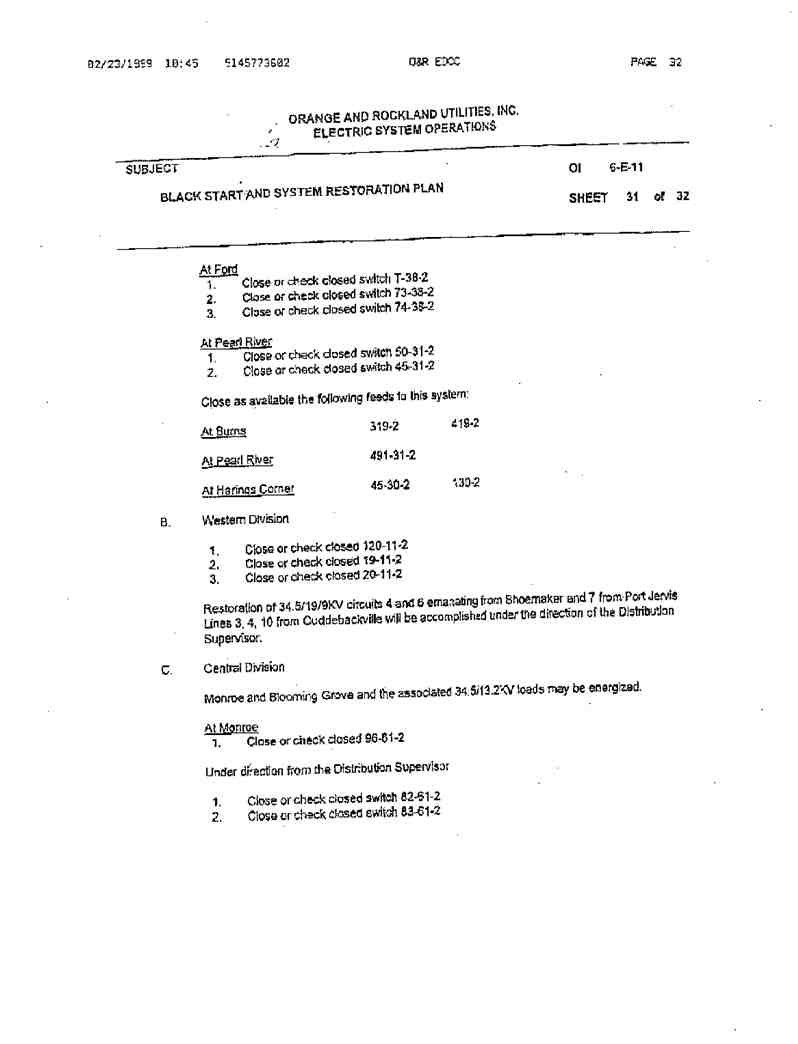 02/23/1999 10:45 9145773602 O&R EDCC PAGE 32
ORANGE AND ROCKLAND UTILITIES, INC.
ELECTRIC SYSTEM OPERATIONS
SUBJECT
OI 6-E-11
BLACK START AND SYSTEM RESTORATION PLAN
SHEET 31 of 32
At Ford
1. Close or check closed switch T-38-2
2. Close or check closed switch 73-38-2
3. Close or check closed switch 74-38-2
At Pearl River
1. Close or check closed switch 50-31-2
2. Close or check closed switch 45-31-2
Close as available the following feeds to this system:
At Burns 319-2 419-2
At Pearl River 491-31-2
At Harings Corner 45-30-2 130-2
B. Western Division
1. Close or check closed 120-11-2
2. Close or check closed 19-11-2
3. Close or check closed 20-11-2
Restoration of 34.5/19/9KV circuits 4 and 6 emanating from Shoemaker and 7 from Port Jervis
Lines 3, 4, 10 from Cuddebackville will be accomplished under the direction of the Distribution
Supervisor.
C. Central Division
Monroe and Blooming Grove and the associated 34.5/13.2KV loads may be energized.
At Monroe
1. Close or check closed 96-61-2
Under direction from the Distribution Supervisor
1. Close or check closed switch 82-61-2
2. Close or check closed switch 83-61-2